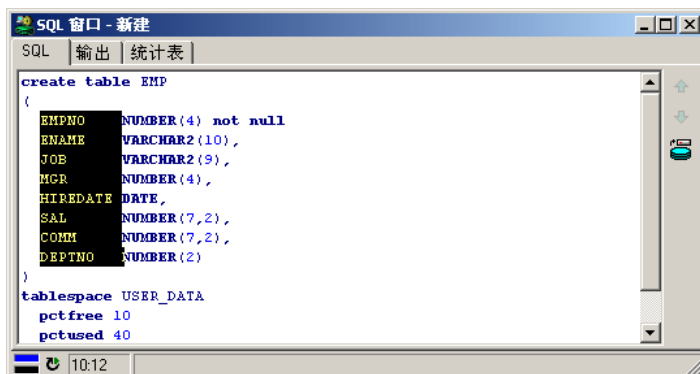 SQL 窗口 - 新建
SQL 输出 统计表
create table EMP
(
EMPNO NUMBER(4) not null
ENAME VARCHAR2(10),
JOB VARCHAR2(9),
MGR NUMBER(4),
HIREDATE DATE,
SAL NUMBER(7,2),
COMM NUMBER(7,2),
DEPTNO NUMBER(2)
)
tablespace USER_DATA
pctfree 10
pctused 40
10:12